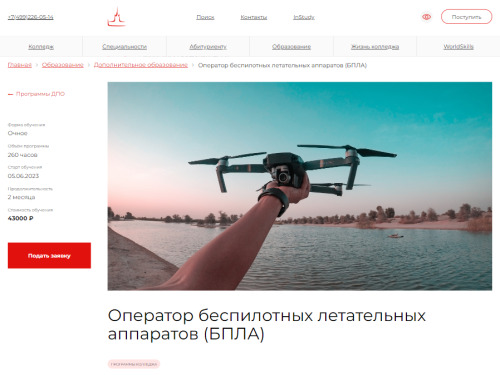 +7(499)226-05-14
Поиск
Контакты
InStudy
Поступить
Колледж
Специальности
Абитуриенту
Образование
Жизнь колледжа
WorldSkills
Главная › Образование › Дополнительное образование › Оператор беспилотных летательных аппаратов (БПЛА)
— Программы ДПО
Форма обучения
Очное
Объем программы
260 часов
Старт обучения
05.06.2023
Продолжительность
2 месяца
Стоимость обучения
43000 ₽
Подать заявку
Оператор беспилотных летательных
аппаратов (БПЛА)